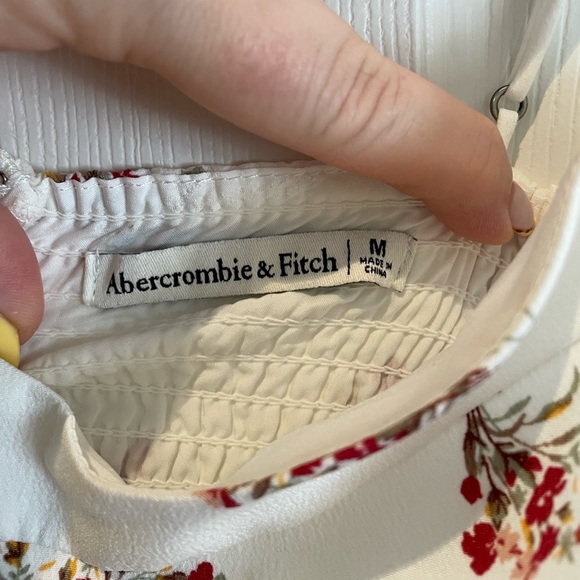 Abercrombie & Fitch | M
MADE IN
CHINA